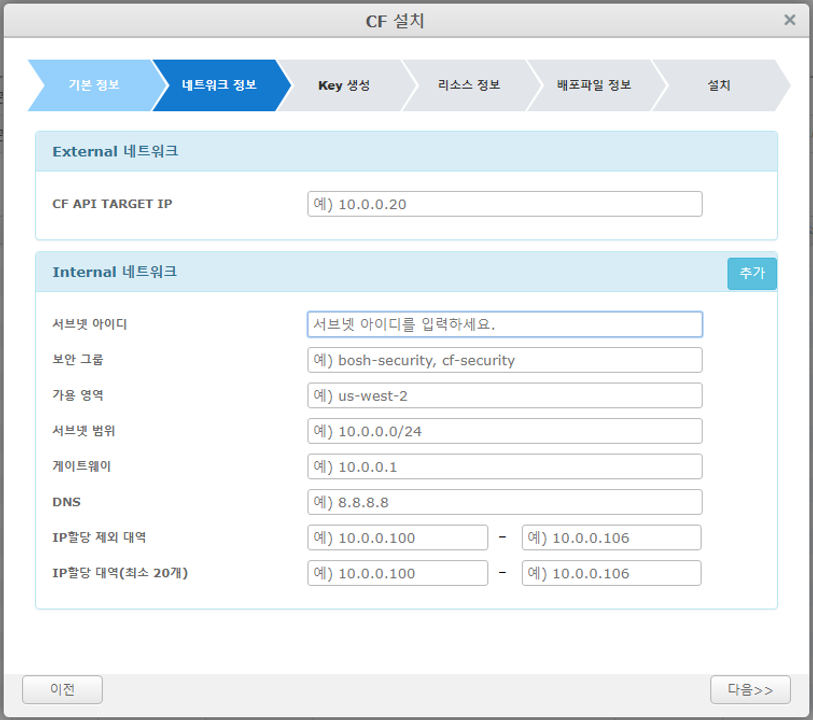 CF 설치
×
기본 정보
네트워크 정보
Key 생성
리소스 정보
배포파일 정보
설치
External 네트워크
CF API TARGET IP
예) 10.0.0.20
Internal 네트워크
추가
서브넷 아이디
서브넷 아이디를 입력하세요.
보안 그룹
예) bosh-security, cf-security
가용 영역
예) us-west-2
서브넷 범위
예) 10.0.0.0/24
게이트웨이
예) 10.0.0.1
DNS
예) 8.8.8.8
IP할당 제외 대역
예) 10.0.0.100 – 예) 10.0.0.106
IP할당 대역(최소 20개)
예) 10.0.0.100 – 예) 10.0.0.106
이전
다음>>